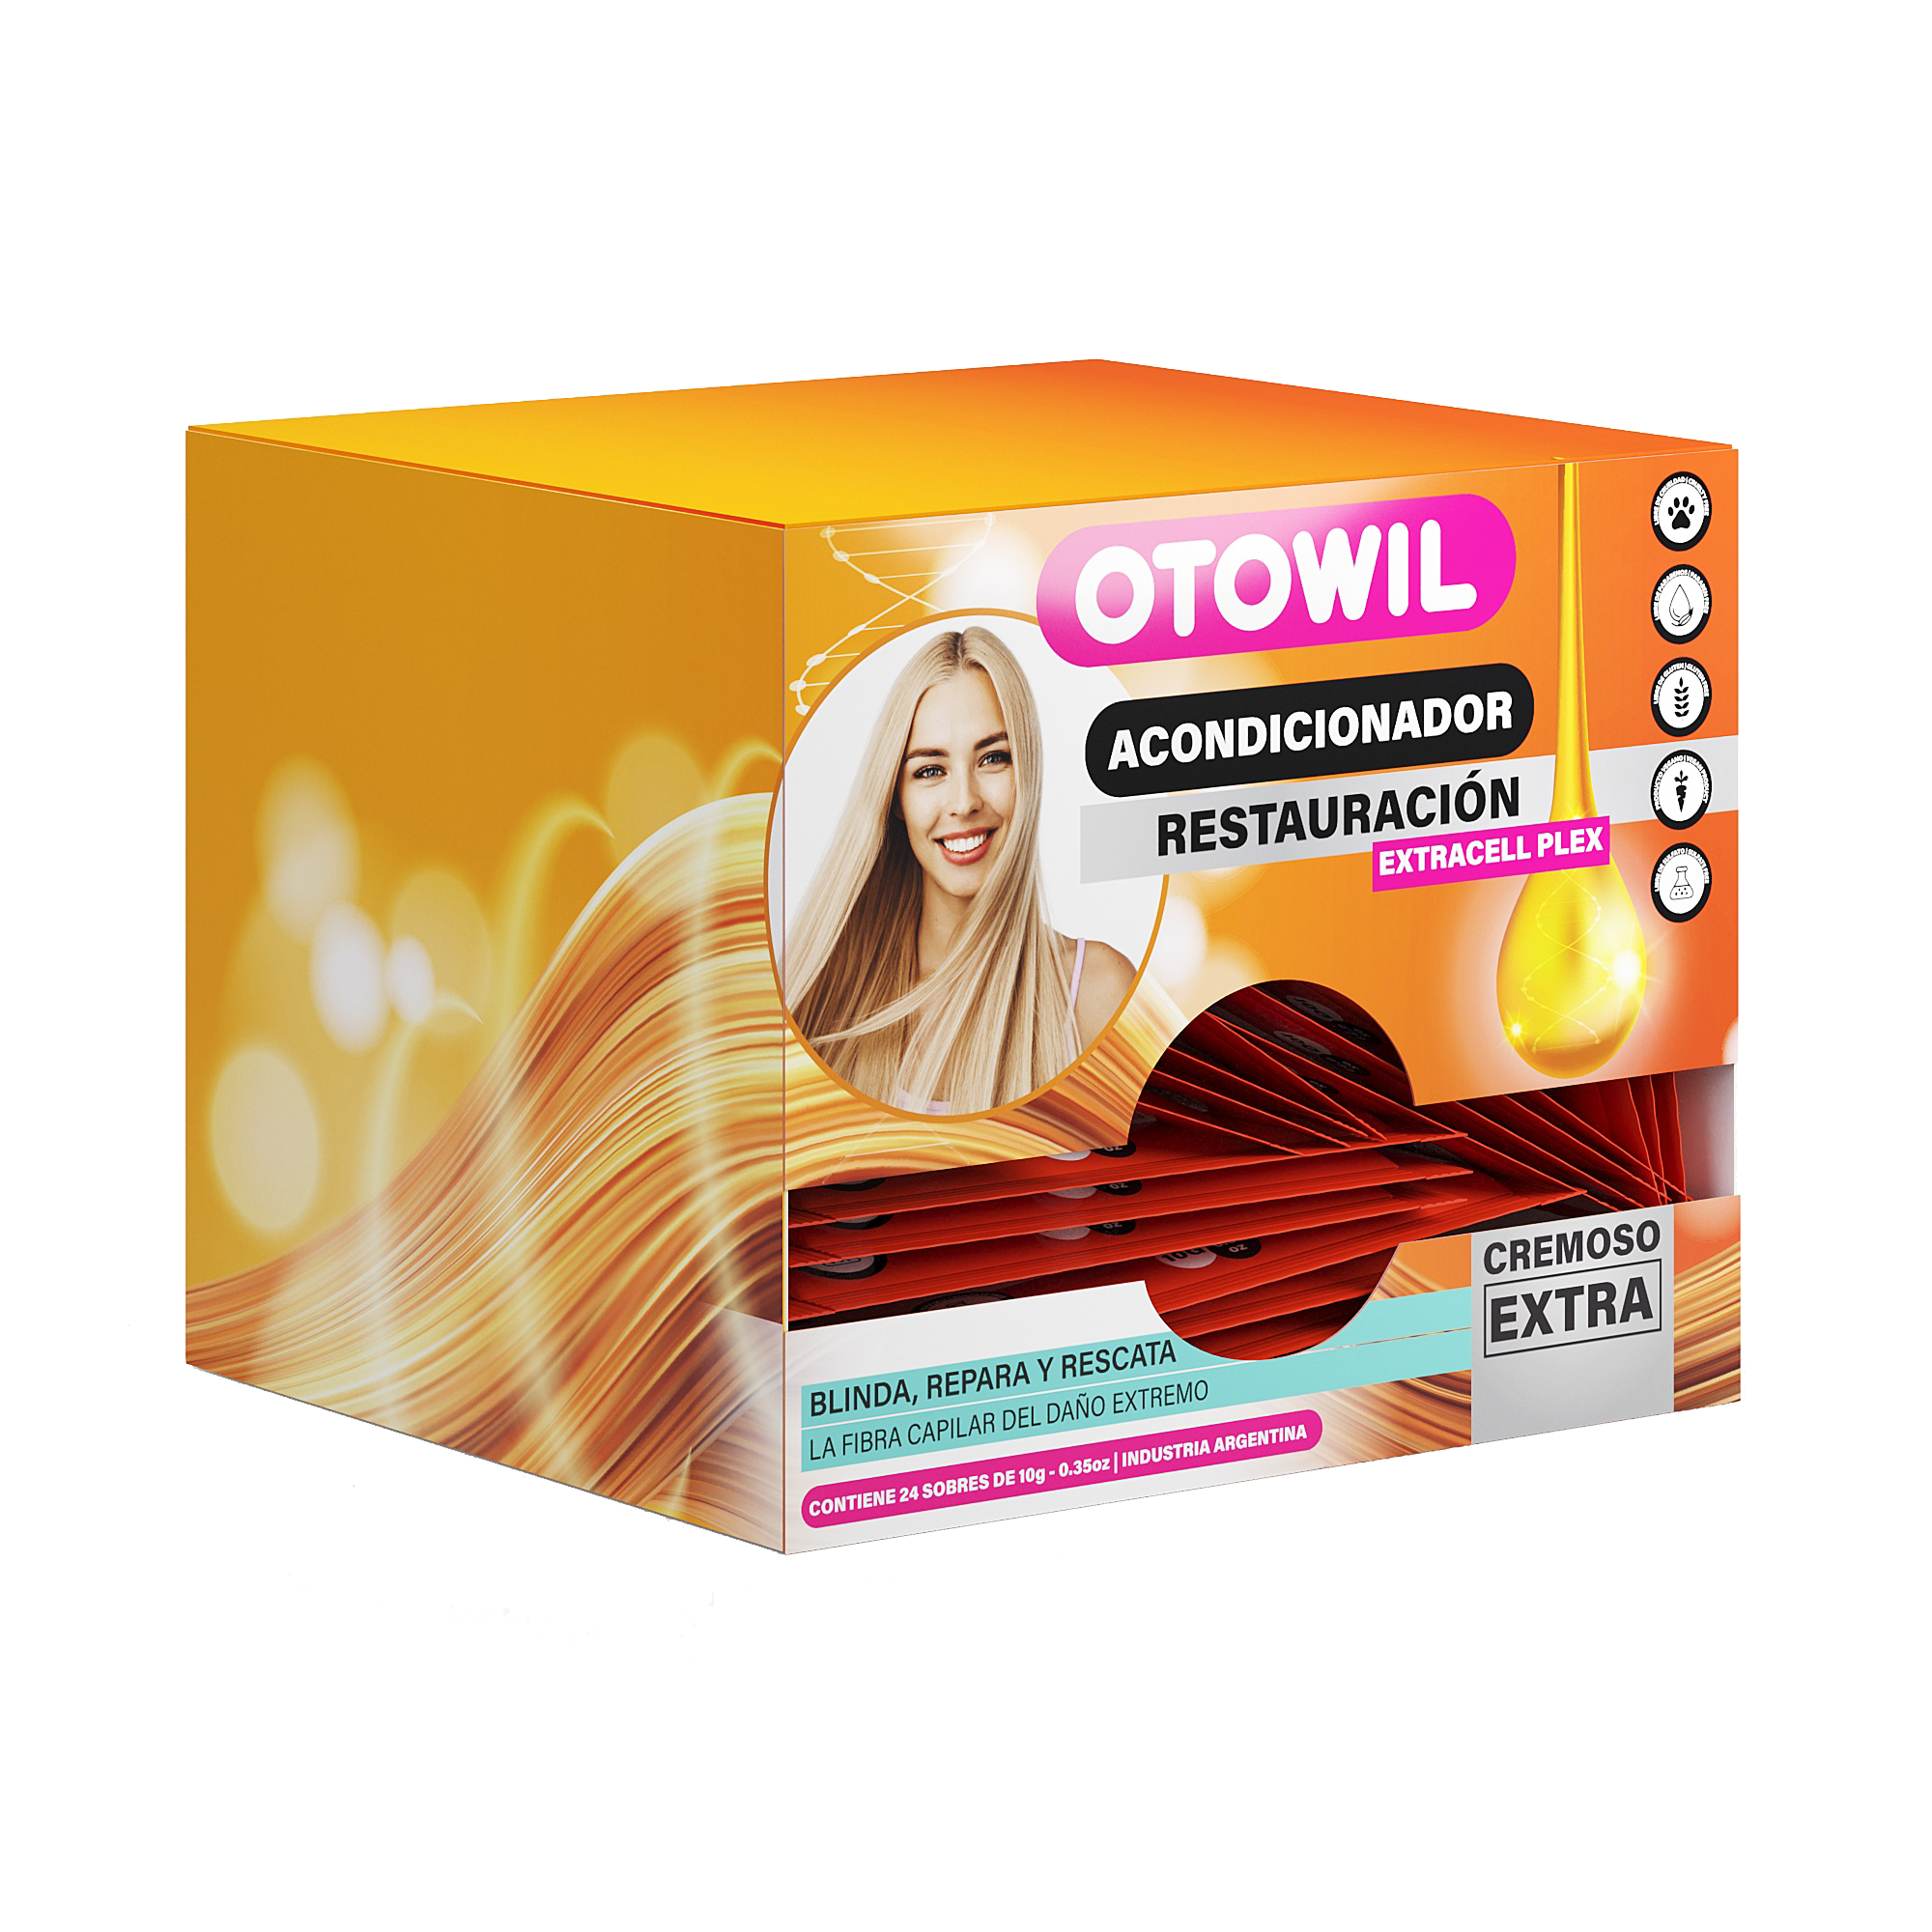 OTOWIL
ACONDICIONADOR
RESTAURACIÓN
EXTRACELL PLEX
CREMOSO
EXTRA
BLINDA, REPARA Y RESCATA
LA FIBRA CAPILAR DEL DAÑO EXTREMO
CONTIENE 24 SOBRES DE 10g - 0.35oz | INDUSTRIA ARGENTINA